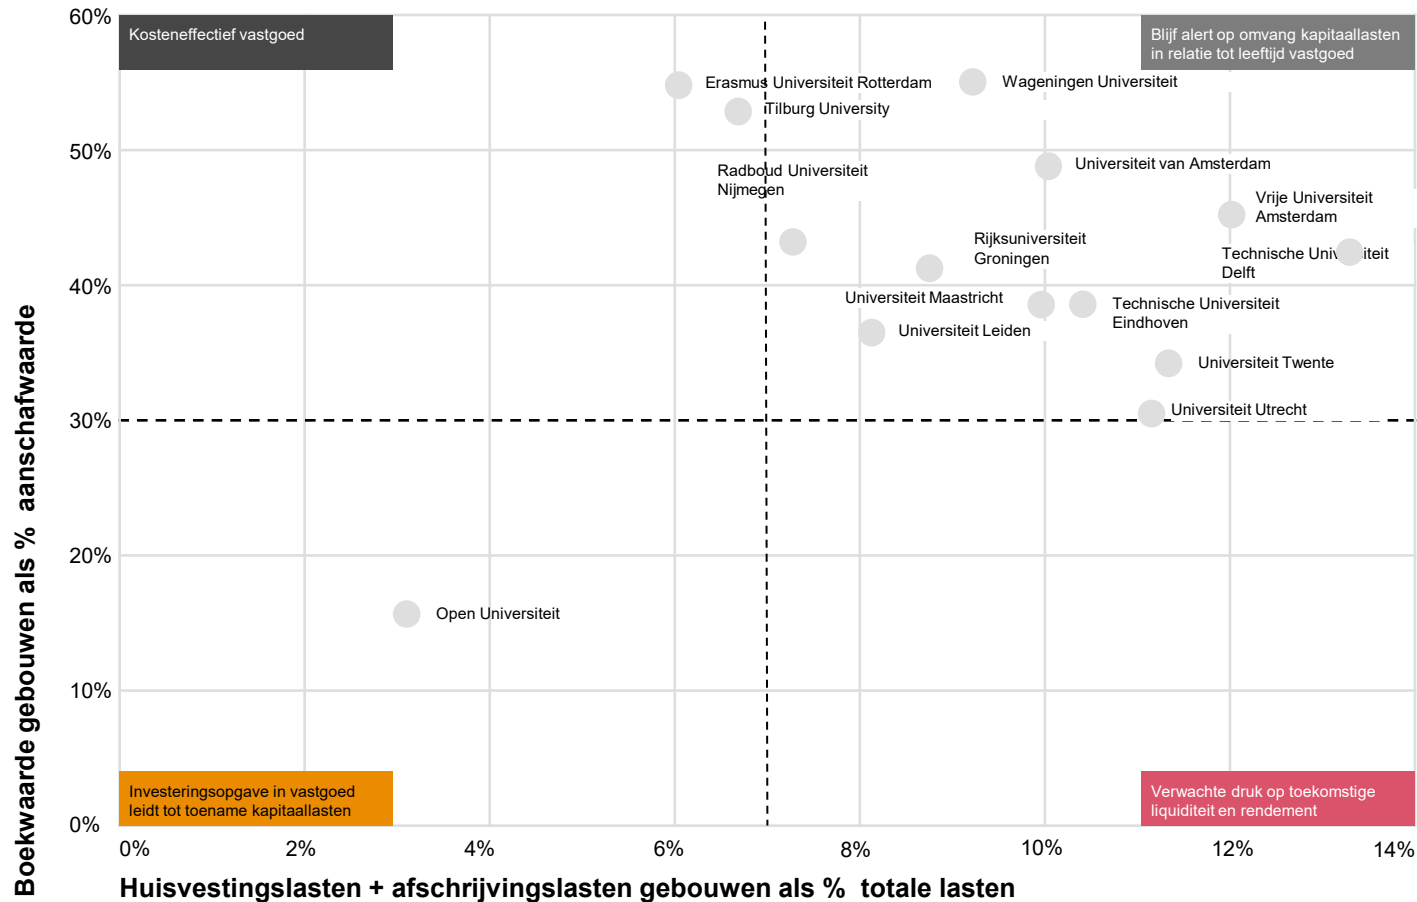 60%
Kosteneffectief vastgoed
Blijf alert op omvang kapitaallasten
in relatie tot leeftijd vastgoed
Erasmus Universiteit Rotterdam
Wageningen Universiteit
Tilburg University
50%
Radboud Universiteit
Nijmegen
Universiteit van Amsterdam
Vrije Universiteit
Amsterdam
Rijksuniversiteit
Groningen
Technische Universiteit
Delft
40%
Universiteit Maastricht
Technische Universiteit
Eindhoven
Universiteit Leiden
Universiteit Twente
Universiteit Utrecht
30%
20%
Open Universiteit
10%
Investeringsopgave in vastgoed
leidt tot toename kapitaallasten
Verwachte druk op toekomstige
liquiditeit en rendement
0%
0% 2% 4% 6% 8% 10% 12% 14%
Huisvestingslasten + afschrijvingslasten gebouwen als % totale lasten
Boekwaarde gebouwen als % aanschafwaarde